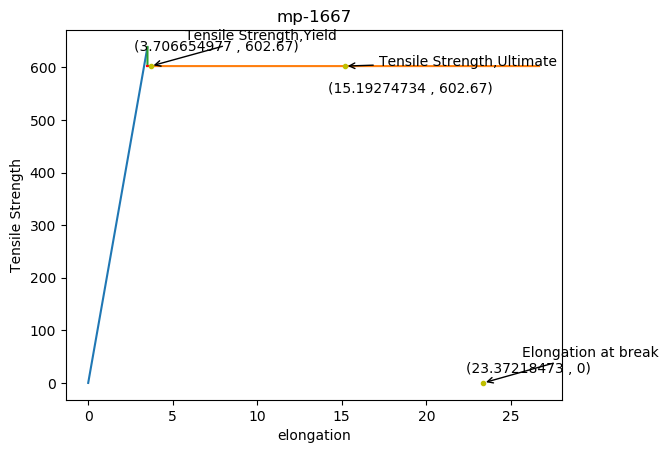 mp-1667
Tensile Strength,Yield
(3.706654977 , 602.67)
Tensile Strength,Ultimate
(15.19274734 , 602.67)
Elongation at break
(23.37218473 , 0)
600
500
400
300
200
100
0
Tensile Strength
0 5 10 15 20 25
elongation